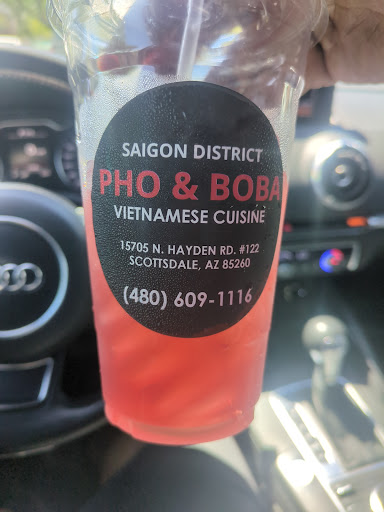 SAIGON DISTRICT
PHO & BOBA
VIETNAMESE CUISINE
15705 N. HAYDEN RD. #122
SCOTTSDALE, AZ 85260
(480) 609-1116